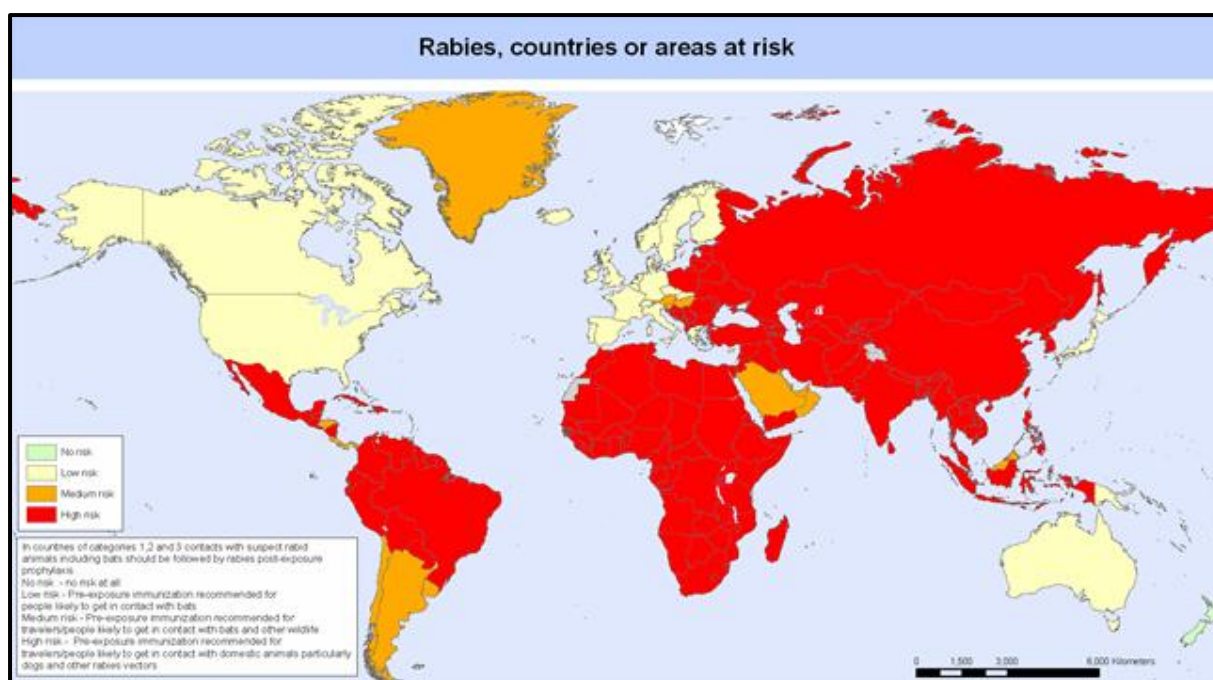 Rabies, countries or areas at risk
No risk
Low risk
Medium risk
High risk
In countries of categories 1,2 and 3 contacts with suspect rabid
animals including bats should be followed by rabies post-exposure
prophylaxis
No risk - no risk at all
Low risk - Pre-exposure immunization recommended for
people likely to get in contact with bats
Medium risk - Pre-exposure immunization recommended for
travelers/people likely to get in contact with bats and other wildlife
High risk - Pre-exposure immunization recommended for
travelers/people likely to get in contact with domestic animals particularly
dogs and other rabies vectors
0 1,500 3,000 6,000 Kilometers